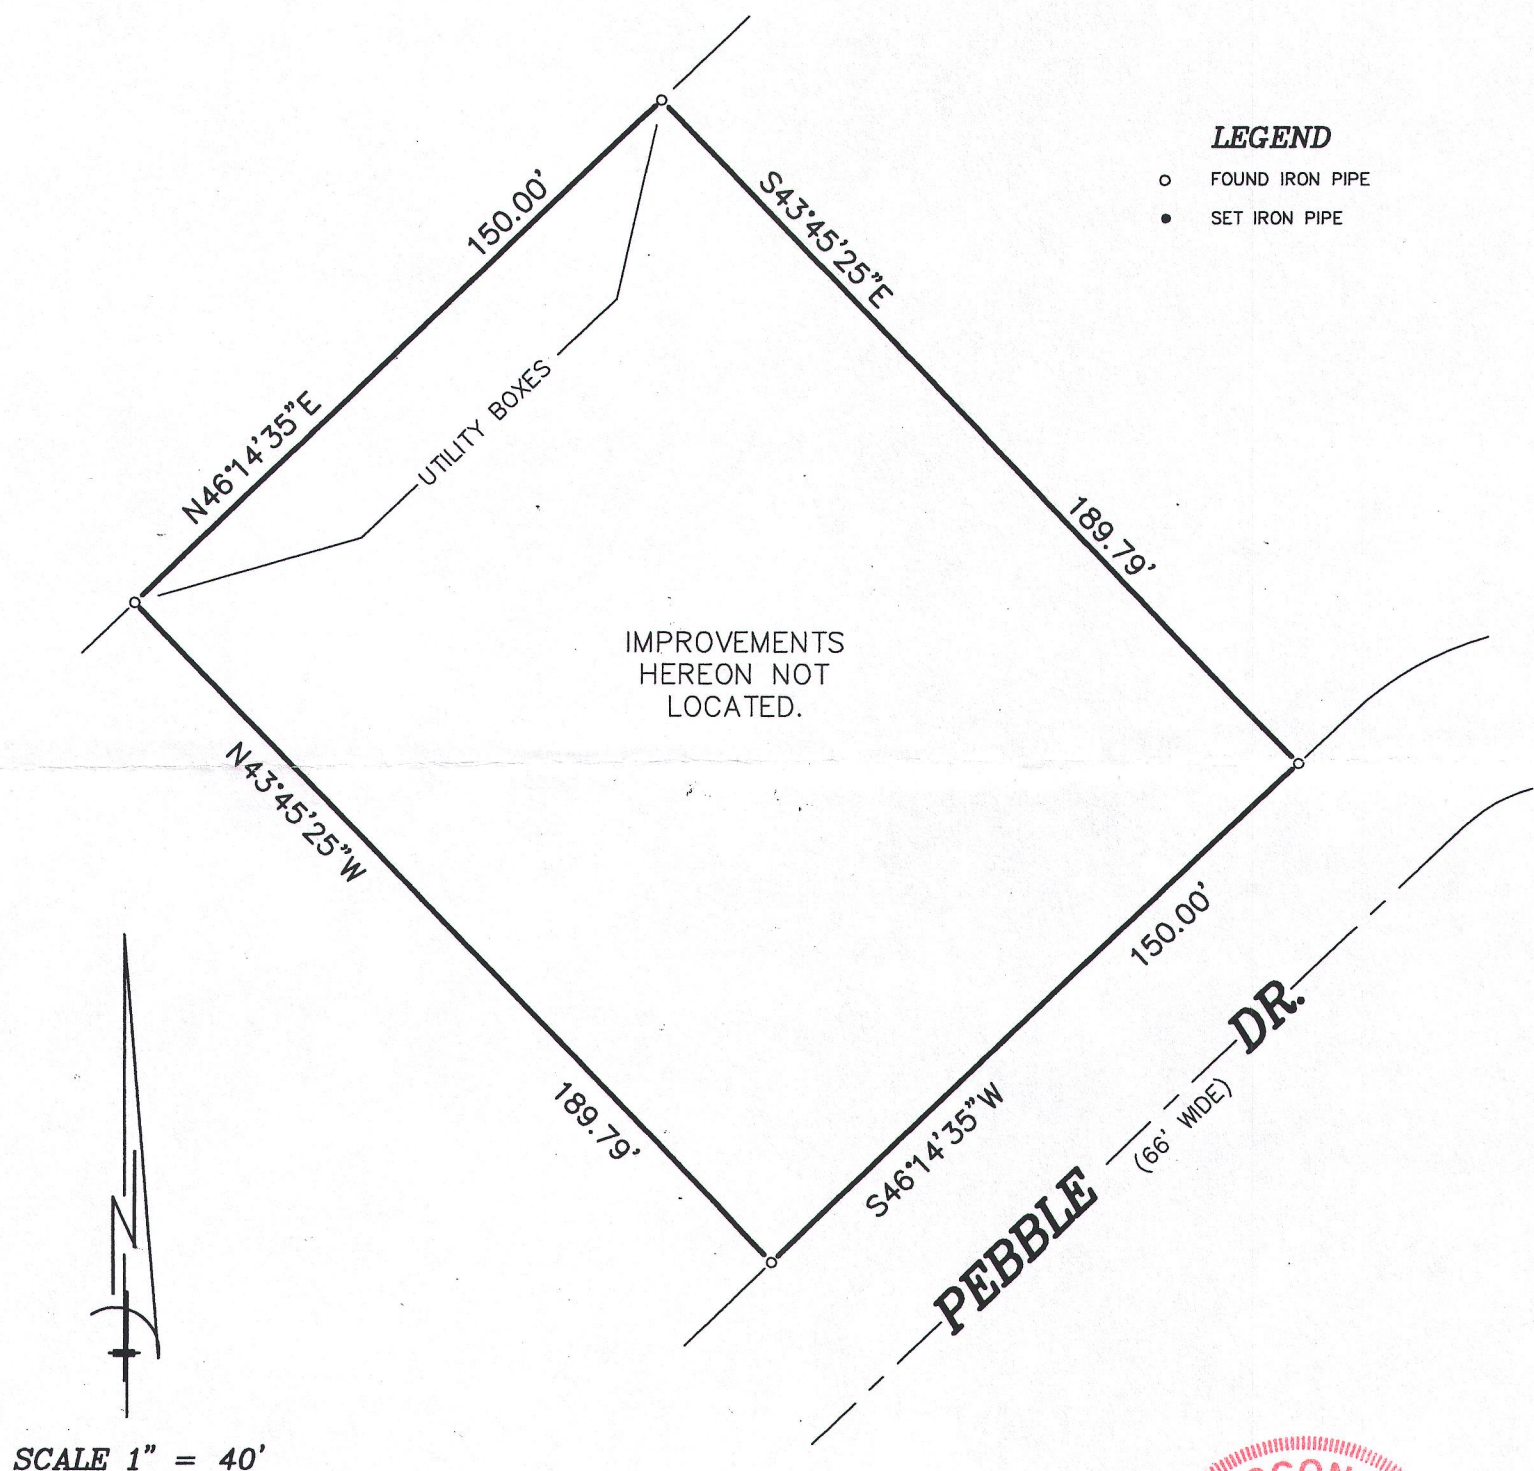 LEGEND
FOUND IRON PIPE
SET IRON PIPE
150.00'
S43°45'25"E
N46°14'35"E
UTILITY BOXES
189.79'
IMPROVEMENTS
HEREON NOT
LOCATED.
N43°45'25"W
189.79'
150.00'
S46°14'35"W
PEBBLE DR.
(66' WIDE)
N
SCALE 1" = 40'